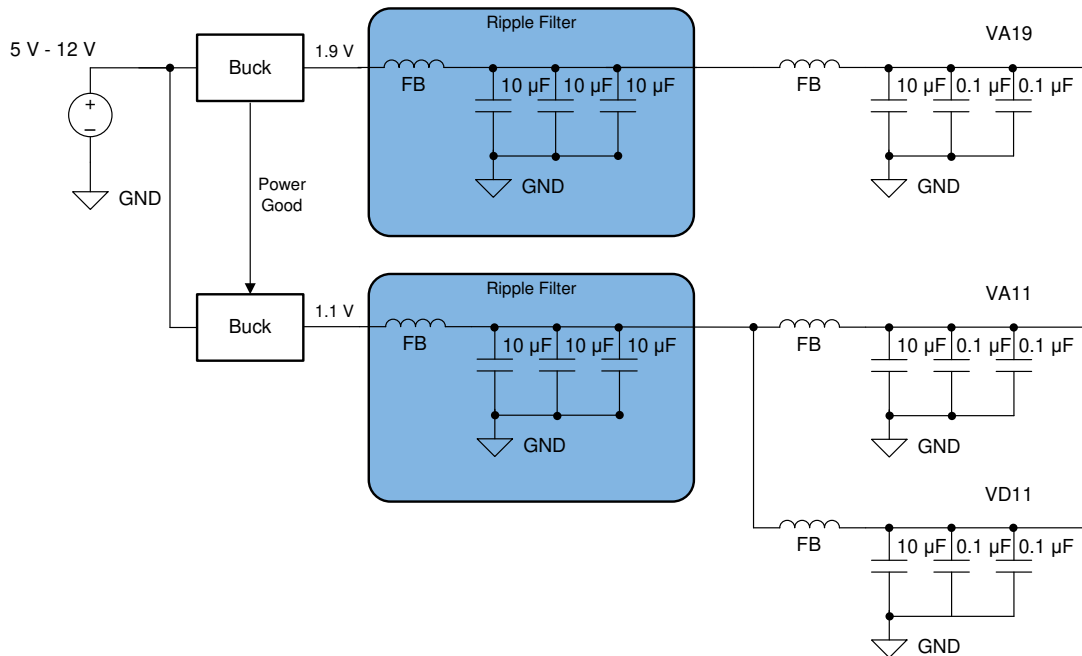 Ripple Filter
VA19
5 V - 12 V
Buck
1.9 V
FB
10 µF
10 µF
10 µF
FB
10 µF
0.1 µF
0.1 µF
+
−
GND
Power
Good
GND
GND
Ripple Filter
VA11
Buck
1.1 V
FB
10 µF
10 µF
10 µF
FB
10 µF
0.1 µF
0.1 µF
GND
GND
VD11
FB
10 µF
0.1 µF
0.1 µF
GND